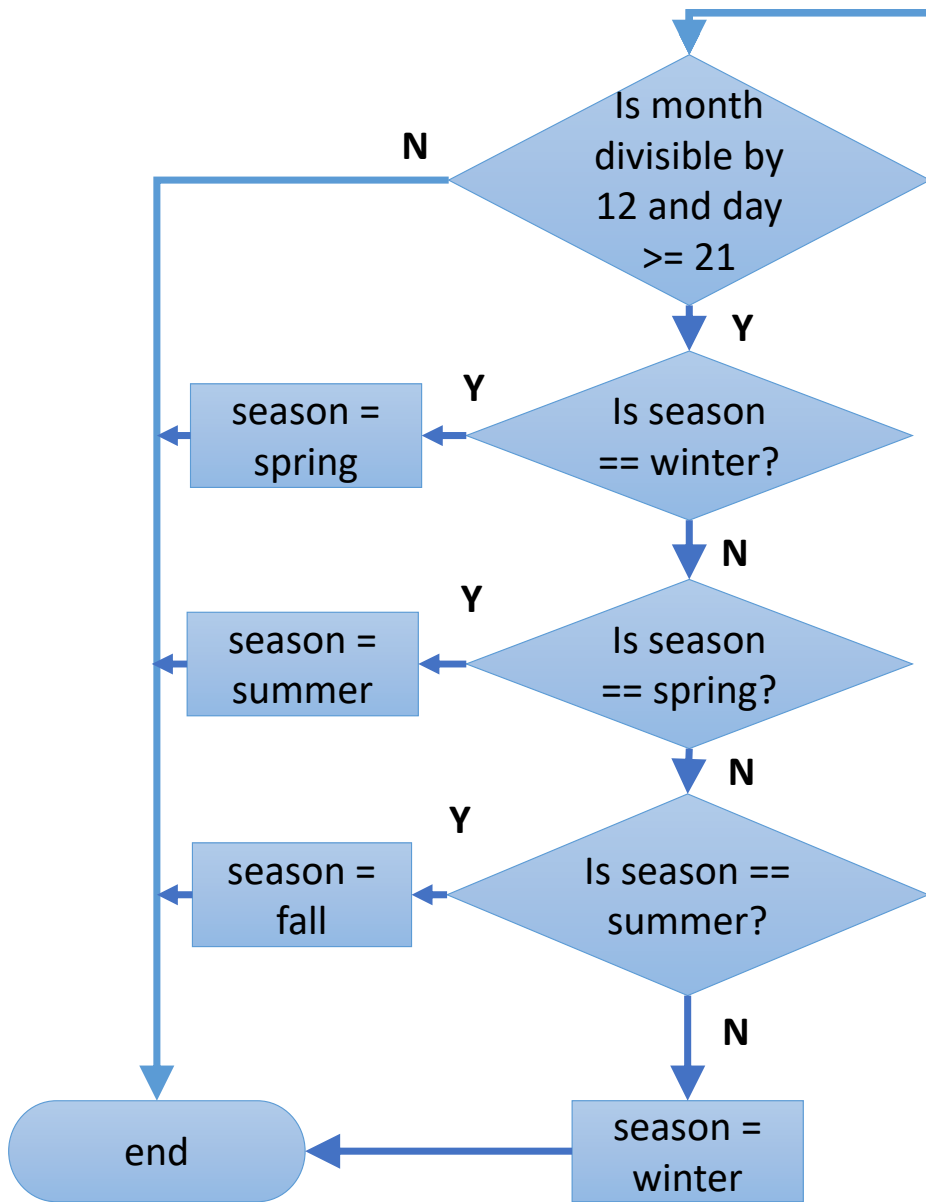 Is month
divisible by
12 and day
>= 21
N
Y
Is season
== winter?
Y
season =
spring
N
Is season
== spring?
Y
season =
summer
N
Is season ==
summer?
Y
season =
fall
N
season =
winter
end